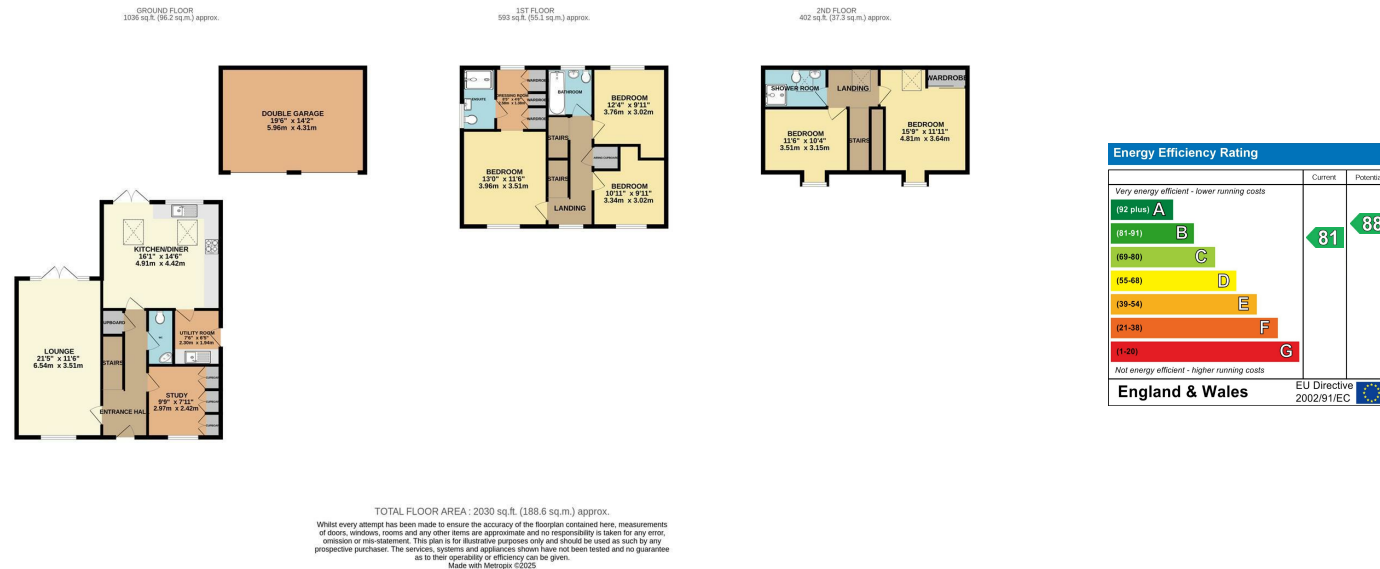 GROUND FLOOR
1036 sq.ft. (96.2 sq.m.) approx.
DOUBLE GARAGE
19'6" x 14'2"
5.96m x 4.31m
KITCHEN/DINER
16'1" x 14'6"
4.91m x 4.42m
LOUNGE
21'5" x 11'6"
6.54m x 3.51m
UPBOARD
STAIRS
UTILITY ROOM
7'6" x 6'5"
2.30m x 1.94m
STUDY
9'9" x 7'11"
2.97m x 2.42m
ENTRANCE HAL
1ST FLOOR
593 sq.ft. (55.1 sq.m.) approx.
ENSUITE
DRESSING ROOM
WARDROBE
WARDROBE
WARDROBE
BATHROOM
BEDROOM
12'4" x 9'11"
3.76m x 3.02m
STAIRS
STAIRS
BEDROOM
13'0" x 11'6"
3.96m x 3.51m
BEDROOM
10'11" x 9'11"
3.34m x 3.02m
LANDING
2ND FLOOR
402 sq.ft. (37.3 sq.m.) approx.
SHOWER ROOM
LANDING
WARDROBE
BEDROOM
11'6" x 10'4"
3.51m x 3.15m
STAIRS
BEDROOM
15'9" x 11'11"
4.81m x 3.64m
TOTAL FLOOR AREA : 2030 sq.ft. (188.6 sq.m.) approx.
Whilst every attempt has been made to ensure the accuracy of the floorplan contained here, measurements
of doors, windows, rooms and any other items are approximate and no responsibility is taken for any error,
omission or mis-statement. This plan is for illustrative purposes only and should be used as such by any
prospective purchaser. The services, systems and appliances shown have not been tested and no guarantee
as to their operability or efficiency can be given.
Made with Metropix ©2025
Energy Efficiency Rating
Current Potentia
Very energy efficient - lower running costs
(92 plus) A
(81-91) B
(69-80) C
(55-68) D
(39-54) E
(21-38) F
(1-20) G
81
88
Not energy efficient - higher running costs
England & Wales
EU Directive
2002/91/EC